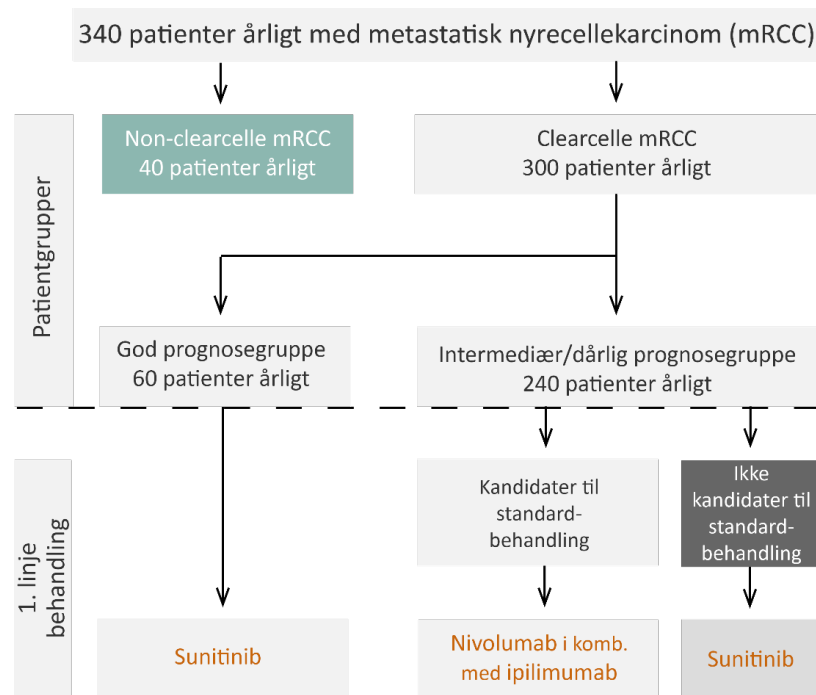 340 patienter årligt med metastatisk nyrecellekarcinom (mRCC)
Patientgrupper
Non-clearcelle mRCC
40 patienter årligt
Clearcelle mRCC
300 patienter årligt
God prognosegruppe
60 patienter årligt
Intermediær/dårlig prognosegruppe
240 patienter årligt
1. linje
behandling
Kandidater til
standard-
behandling
Ikke
kandidater til
standard-
behandling
Sunitinib
Nivolumab i komb.
med ipilimumab
Sunitinib